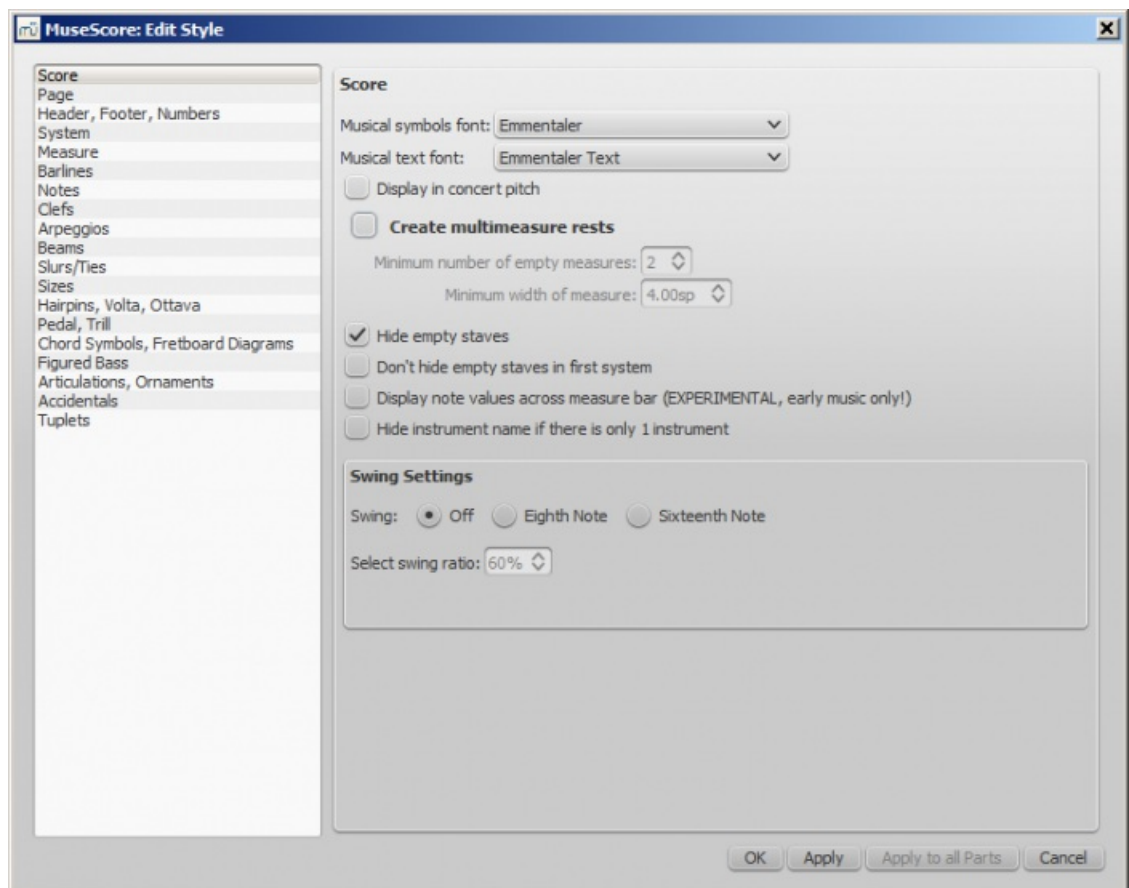 MuseScore: Edit Style
Score
Page
Header, Footer, Numbers
System
Measure
Barlines
Notes
Clefs
Arpeggios
Beams
Slurs/Ties
Sizes
Hairpins, Volta, Ottava
Pedal, Trill
Chord Symbols, Fretboard Diagrams
Figured Bass
Articulations, Ornaments
Accidentals
Tuplets
Score
Musical symbols font: Emmentaler
Musical text font: Emmentaler Text
Display in concert pitch
Create multimeasure rests
Minimum number of empty measures: 2
Minimum width of measure: 4.00sp
Hide empty staves
Don't hide empty staves in first system
Display note values across measure bar (EXPERIMENTAL, early music only!)
Hide instrument name if there is only 1 instrument
Swing Settings
Swing: Off Eighth Note Sixteenth Note
Select swing ratio: 60%
OK Apply Apply to all Parts Cancel